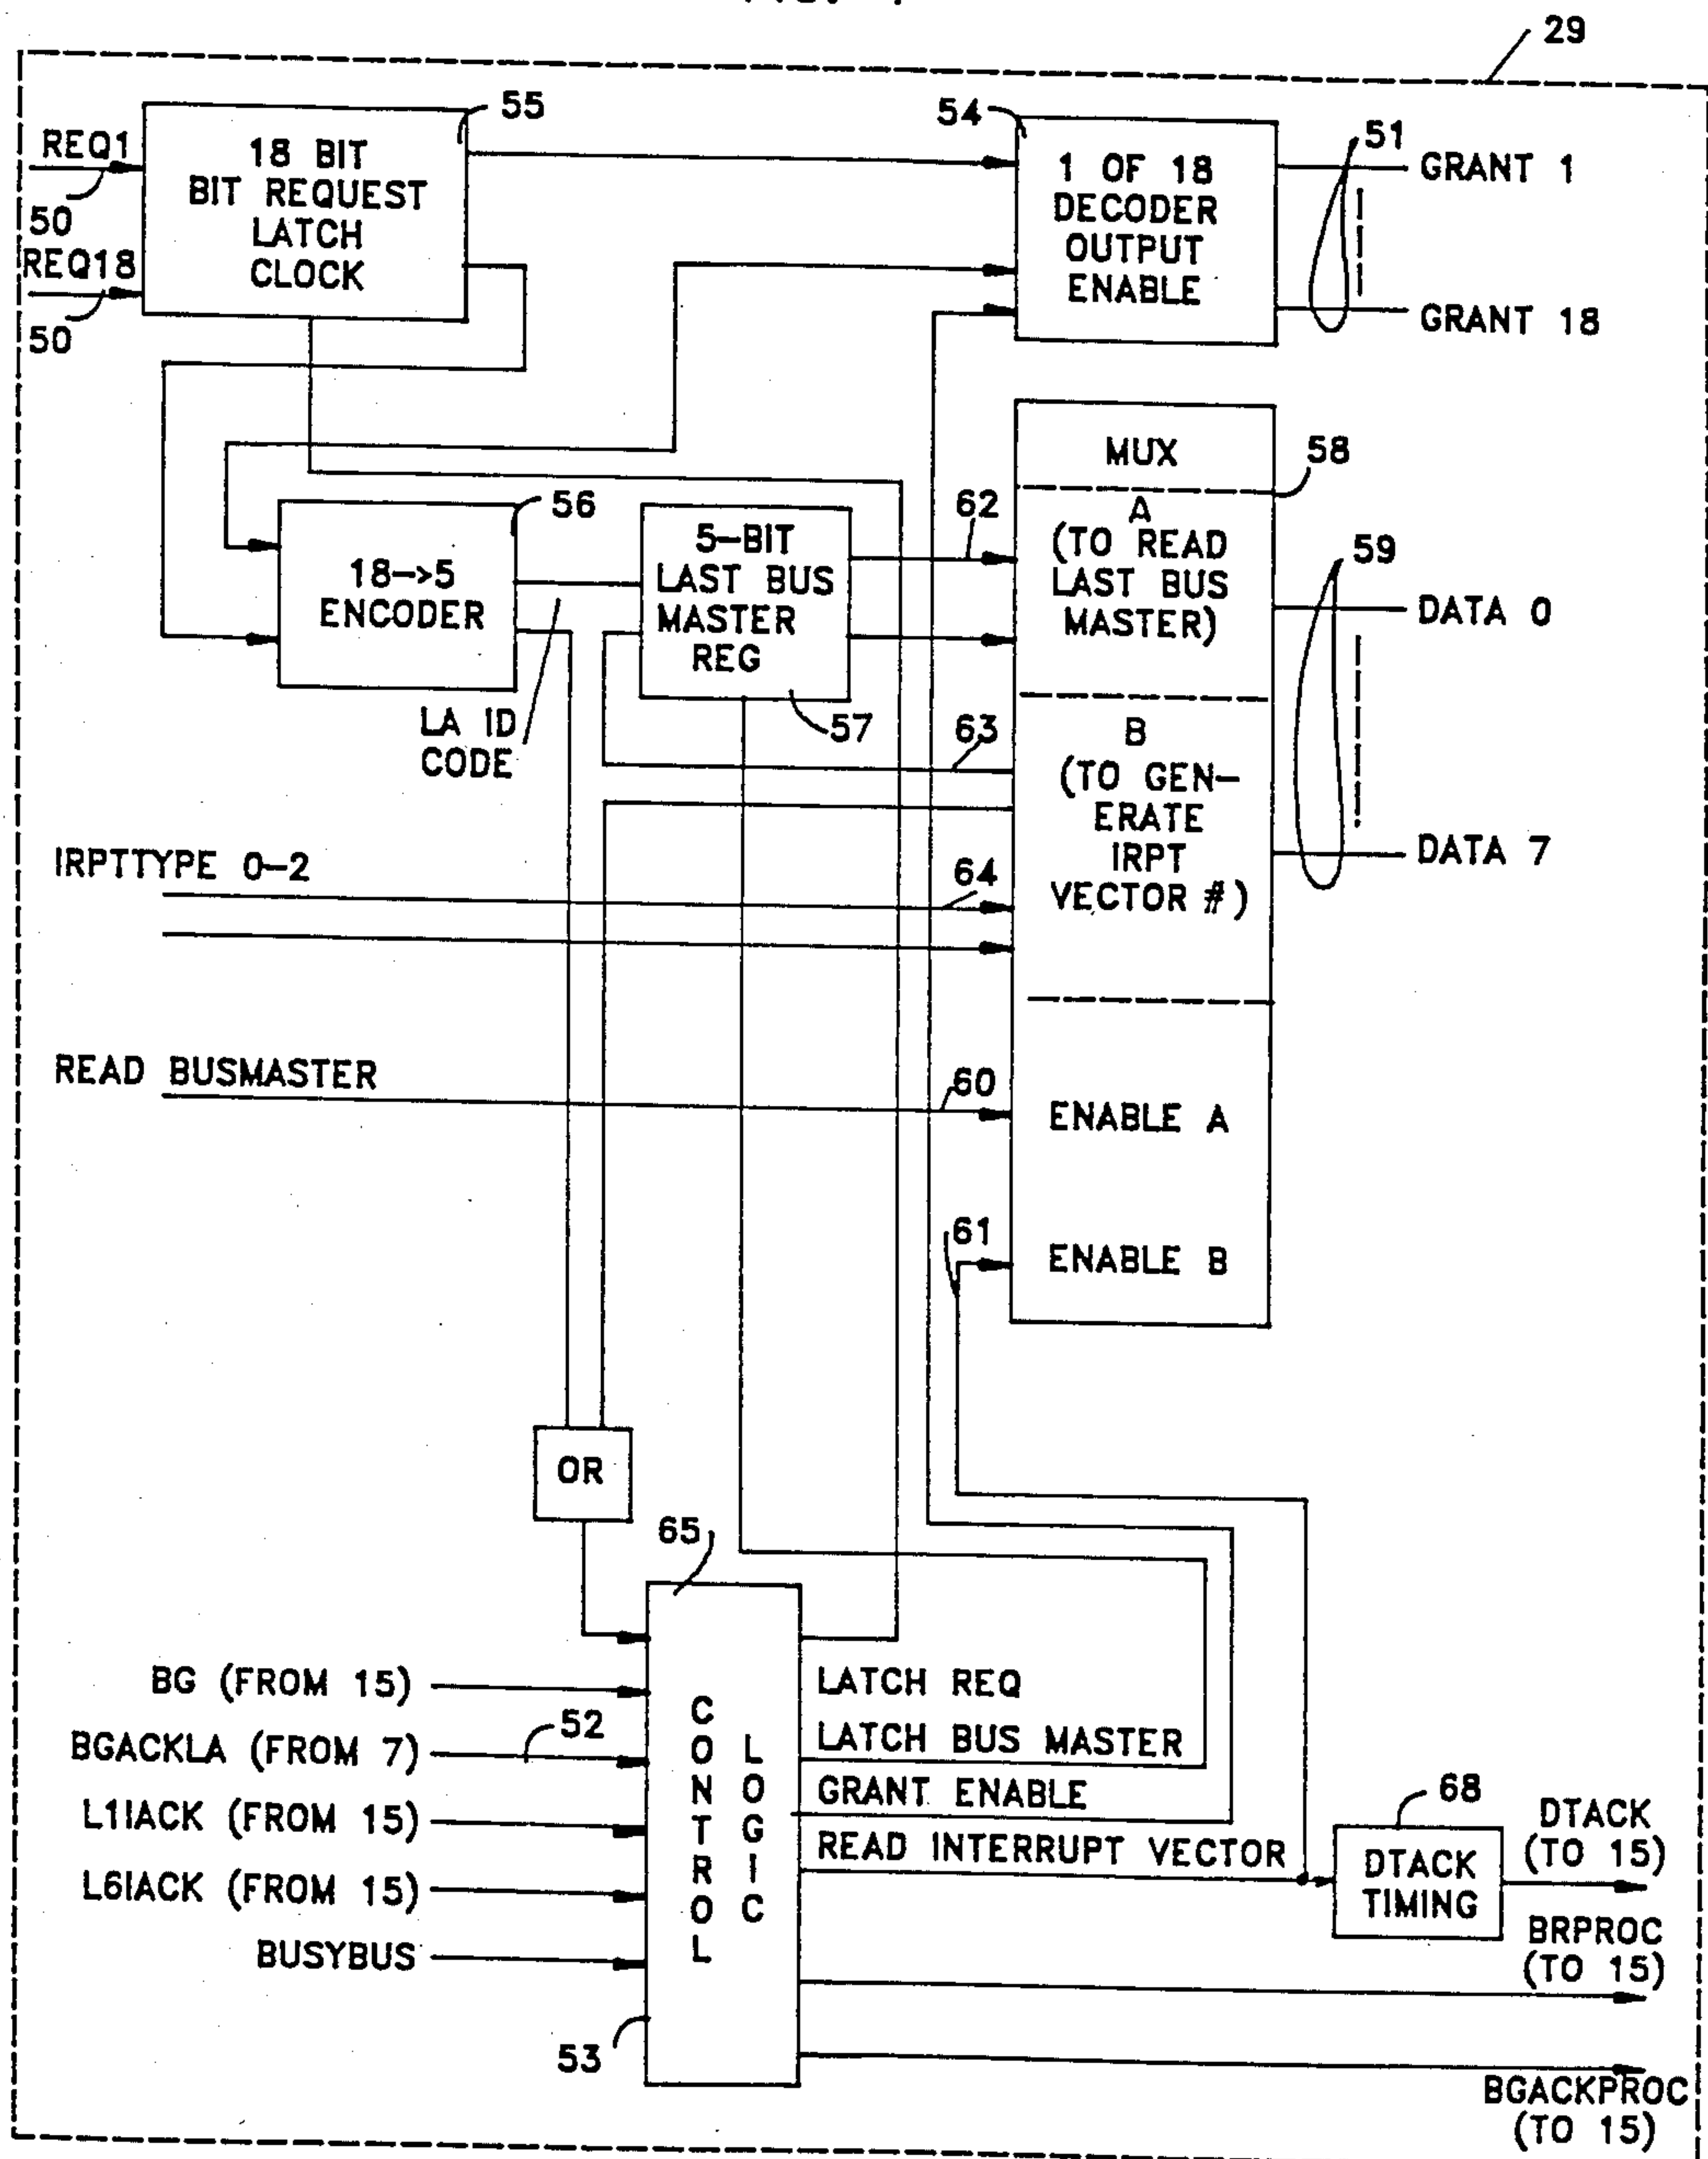 29
55
54
51
REQ1
18 BIT
BIT REQUEST
LATCH
CLOCK
1 OF 18
DECODER
OUTPUT
ENABLE
GRANT 1
50
REQ18
50
GRANT 18
MUX
58
56
62
A
(TO READ
LAST BUS
MASTER)
59
18->5
ENCODER
5-BIT
LAST BUS
MASTER
REG
DATA 0
LA ID
CODE
57
63
B
(TO GEN-
ERATE
IRPT
VECTOR #)
IRPTTYPE 0-2
64
DATA 7
READ BUSMASTER
60
ENABLE A
61
ENABLE B
OR
65
BG (FROM 15)
LATCH REQ
CONTROL
LOGIC
BGACKLA (FROM 7)
52
LATCH BUS MASTER
GRANT ENABLE
L1IACK (FROM 15)
READ INTERRUPT VECTOR
68
DTACK
TIMING
DTACK
(TO 15)
L6IACK (FROM 15)
BUSYBUS
BRPROC
(TO 15)
53
BGACKPROC
(TO 15)